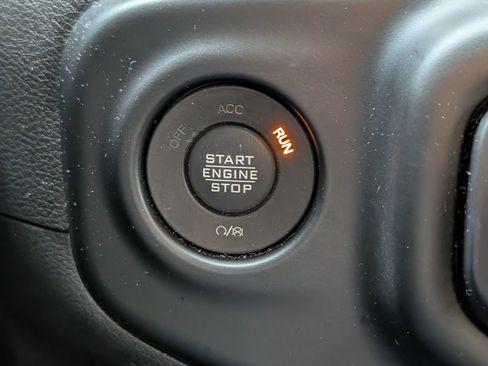 ACC
OFF
RUN
START
ENGINE
STOP